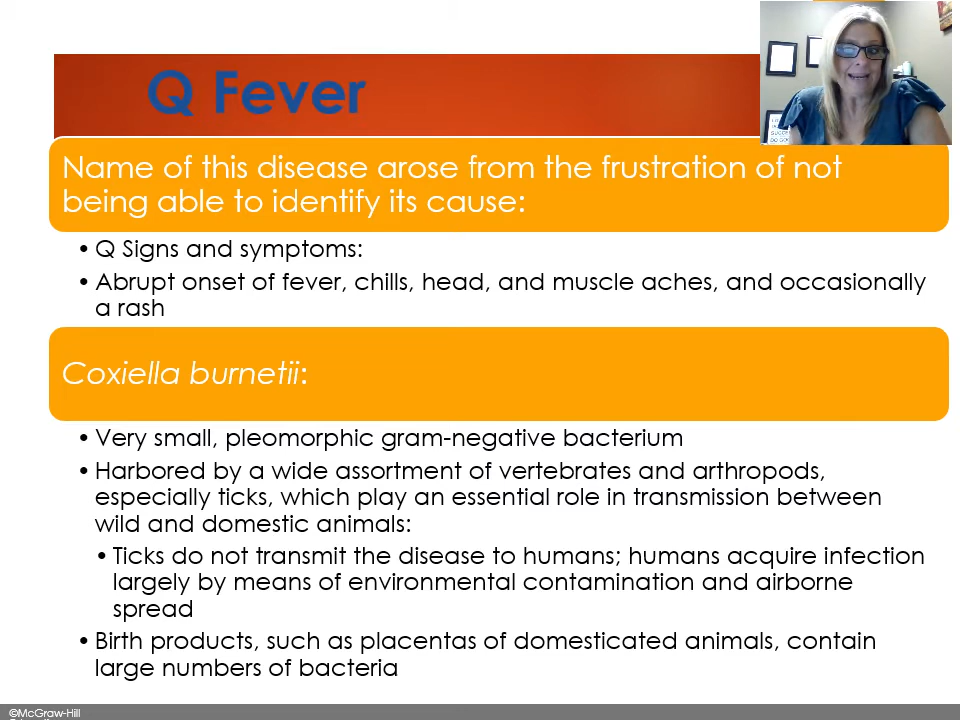 Q Fever
Name of this disease arose from the frustration of not
being able to identify its cause:
• Q Signs and symptoms:
• Abrupt onset of fever, chills, head, and muscle aches, and occasionally
a rash
Coxiella burnetii:
• Very small, pleomorphic gram-negative bacterium
• Harbored by a wide assortment of vertebrates and arthropods,
especially ticks, which play an essential role in transmission between
wild and domestic animals:
• Ticks do not transmit the disease to humans; humans acquire infection
largely by means of environmental contamination and airborne
spread
• Birth products, such as placentas of domesticated animals, contain
large numbers of bacteria
©McGraw-Hill